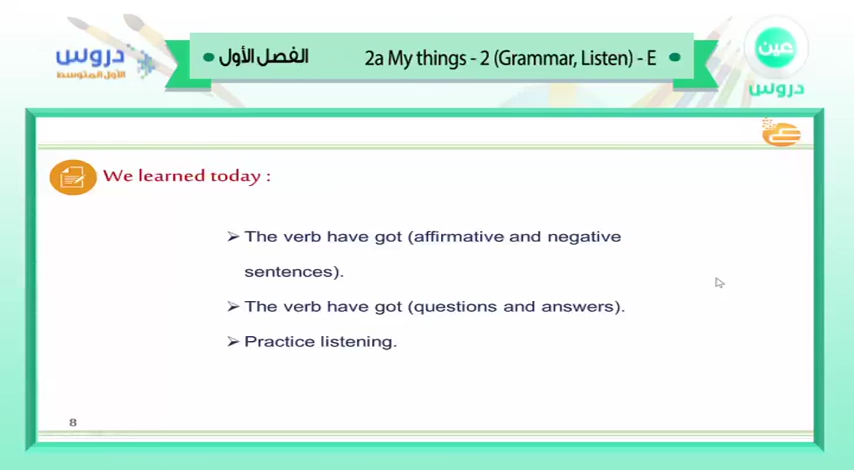 دروس
الأول المتوسط
الفصل الأول
2a My things - 2 (Grammar, Listen) - E
عين
دروس
We learned today :
➢ The verb have got (affirmative and negative
sentences).
➢ The verb have got (questions and answers).
➢ Practice listening.
8